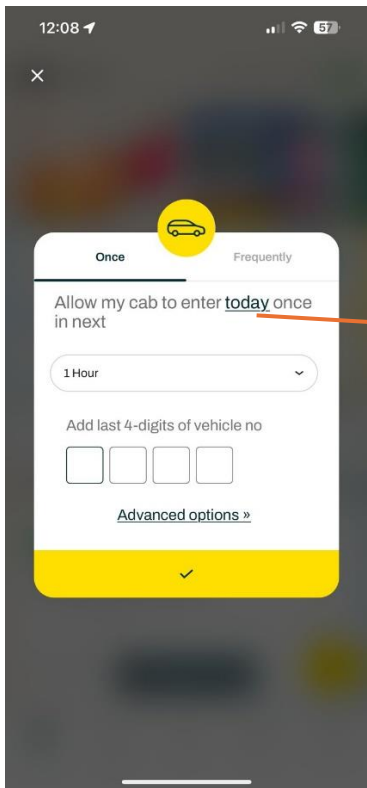 12:08
57
Once
Frequently
Allow my cab to enter today once
in next
1 Hour
Add last 4-digits of vehicle no
Advanced options »